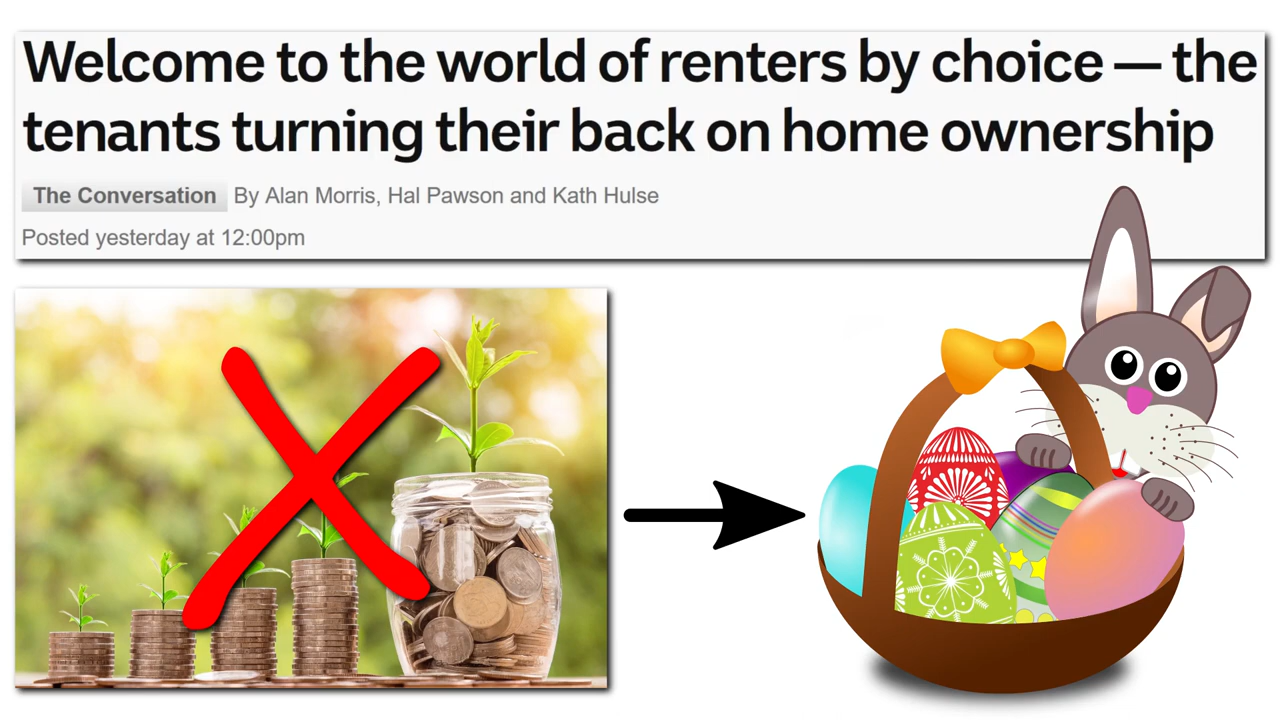 Welcome to the world of renters by choice — the
tenants turning their back on home ownership
The Conversation By Alan Morris, Hal Pawson and Kath Hulse
Posted yesterday at 12:00pm